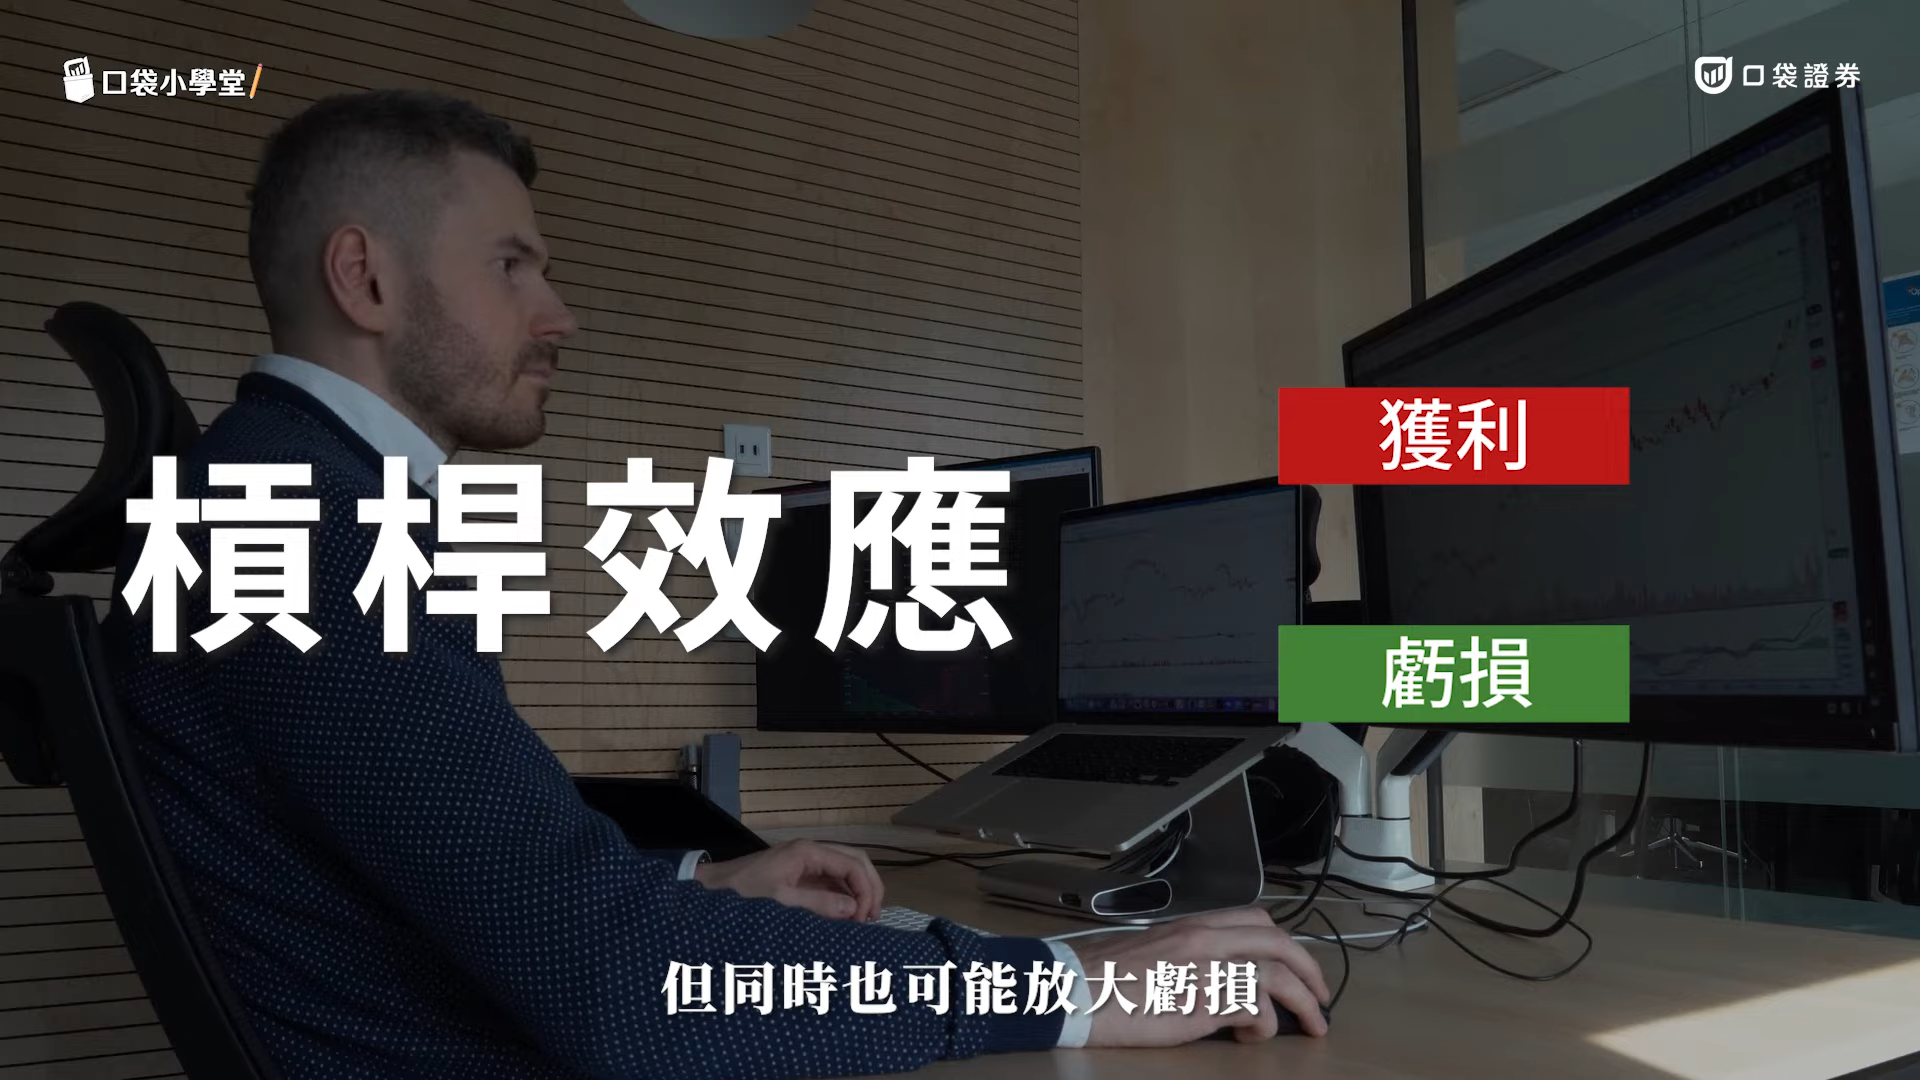 口袋小學堂
口袋證券
獲利
槓桿效應
虧損
但同時也可能放大虧損